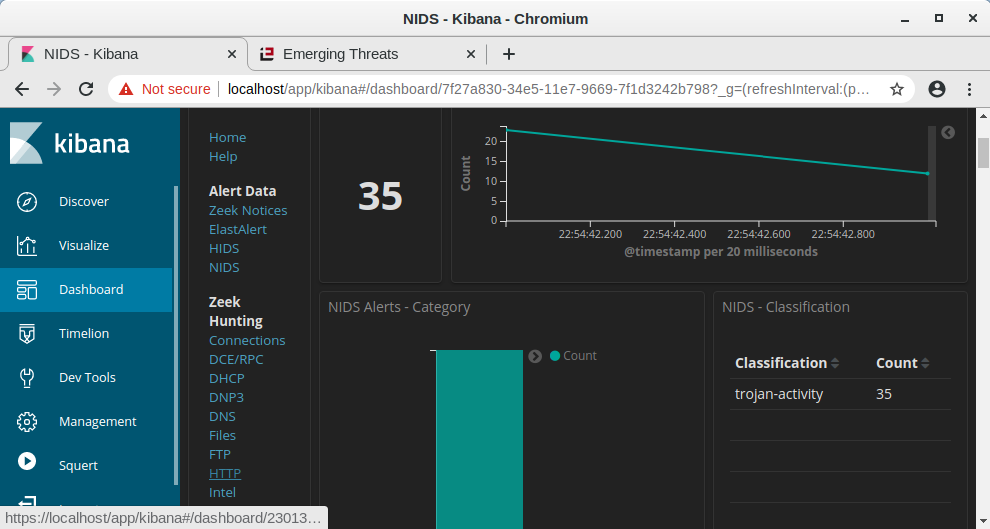 NIDS - Kibana - Chromium
NIDS - Kibana
Emerging Threats
Not secure
localhost/app/kibana#/dashboard/7f27a830-34e5-11e7-9669-7f1d3242b798?_g=(refreshInterval:(p...
kibana
Discover
Visualize
Dashboard
Timelion
Dev Tools
Management
Squert
Home
Help
Alert Data
Zeek Notices
ElastAlert
HIDS
NIDS
Zeek
Hunting
Connections
DCE/RPC
DHCP
DNP3
DNS
Files
FTP
HTTP
Intel
35
Count
20
15
10
5
0
22:54:42.200 22:54:42.400 22:54:42.600 22:54:42.800
@timestamp per 20 milliseconds
NIDS Alerts - Category
Count
NIDS - Classification
Classification Count
trojan-activity 35
https://localhost/app/kibana#/dashboard/23013...